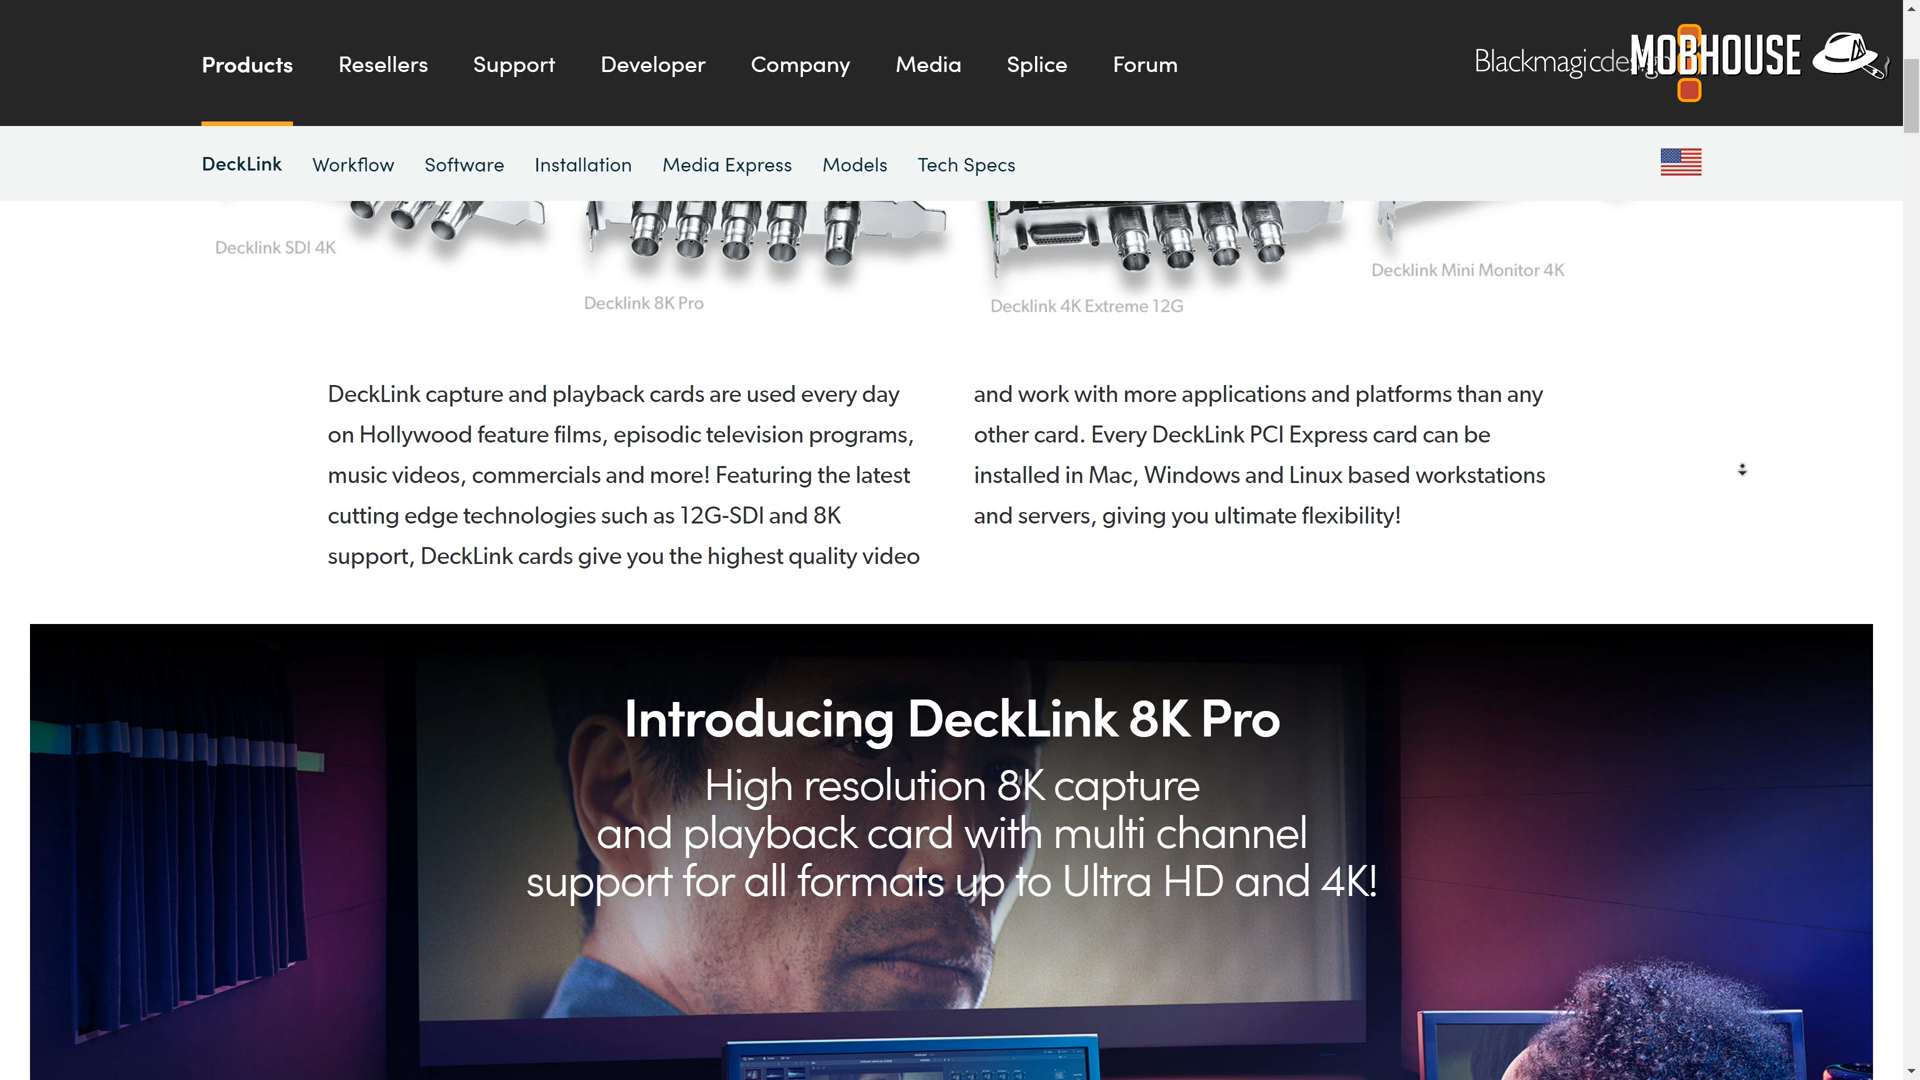 Products Resellers Support Developer Company Media Splice Forum
Blackmagicde
MOBHOUSE
DeckLink Workflow Software Installation Media Express Models Tech Specs
Decklink SDI 4K
Decklink 8K Pro
Decklink 4K Extreme 12G
Decklink Mini Monitor 4K
DeckLink capture and playback cards are used every day
on Hollywood feature films, episodic television programs,
music videos, commercials and more! Featuring the latest
cutting edge technologies such as 12G-SDI and 8K
support, DeckLink cards give you the highest quality video
and work with more applications and platforms than any
other card. Every DeckLink PCI Express card can be
installed in Mac, Windows and Linux based workstations
and servers, giving you ultimate flexibility!
Introducing DeckLink 8K Pro
High resolution 8K capture
and playback card with multi channel
support for all formats up to Ultra HD and 4K!